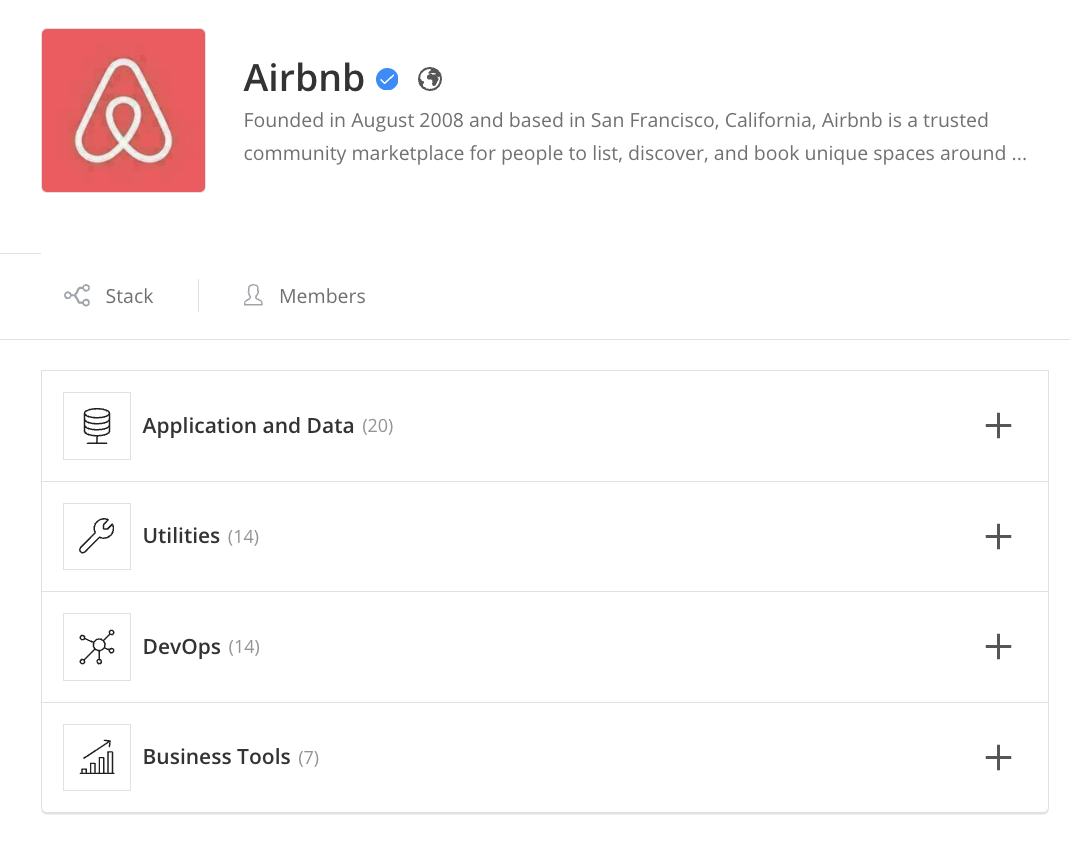 Airbnb
Founded in August 2008 and based in San Francisco, California, Airbnb is a trusted
community marketplace for people to list, discover, and book unique spaces around ...
Stack
Members
Application and Data (20)
Utilities (14)
DevOps (14)
Business Tools (7)